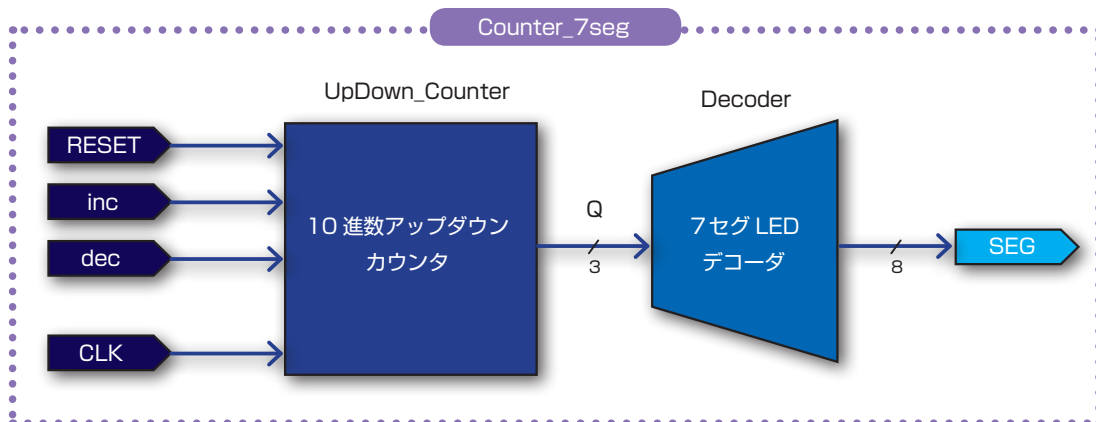 Counter_7seg
UpDown_Counter
Decoder
RESET
inc
dec
CLK
10 進数アップダウン
カウンタ
Q
3
7セグ LED
デコーダ
8
SEG